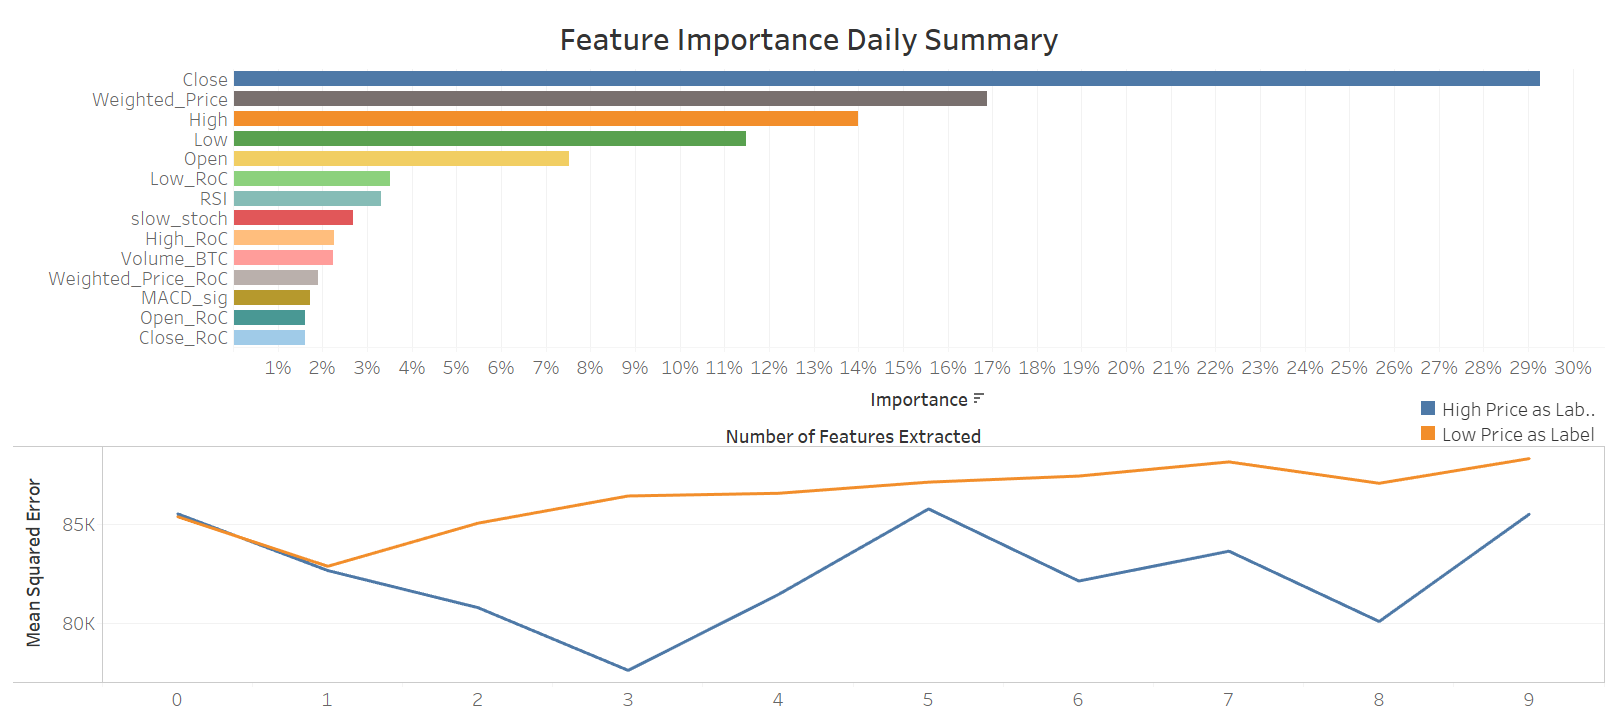 Feature Importance Daily Summary
Close
Weighted_Price
High
Low
Open
Low_RoC
RSI
slow_stoch
High_RoC
Volume_BTC
Weighted_Price_RoC
MACD_sig
Open_RoC
Close_RoC
1% 2% 3% 4% 5% 6% 7% 8% 9% 10% 11% 12% 13% 14% 15% 16% 17% 18% 19% 20% 21% 22% 23% 24% 25% 26% 27% 28% 29% 30%
Importance
High Price as Lab..
Low Price as Label
Number of Features Extracted
Mean Squared Error
85K
80K
0 1 2 3 4 5 6 7 8 9